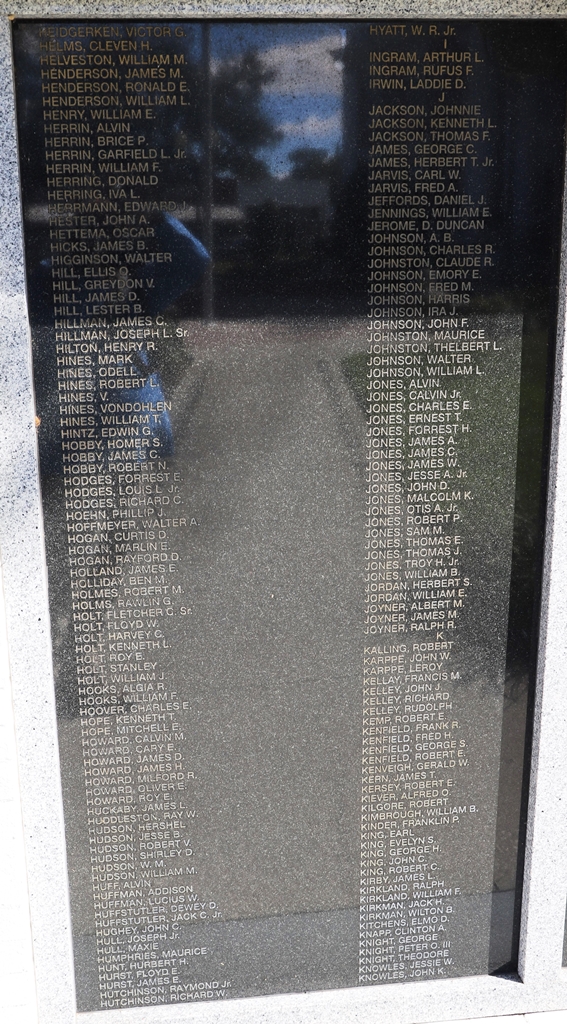 HEIDGERKEN, VICTOR G.
HELMS, CLEVEN H.
HELVESTON, WILLIAM M.
HENDERSON, JAMES M.
HENDERSON, RONALD E.
HENDERSON, WILLIAM L.
HENRY, WILLIAM E.
HERRIN, ALVIN
HERRIN, BRICE P.
HERRIN, GARFIELD L. Jr.
HERRIN, WILLIAM F.
HERRING, DONALD
HERRING, IVA L.
HERRMANN, EDWARD J.
HESTER, JOHN A.
HETTEMA, OSCAR
HICKS, JAMES B.
HIGGINSON, WALTER
HILL, ELLIS O.
HILL, GREYDON V.
HILL, JAMES D.
HILL, LESTER B.
HILLMAN, JAMES C.
HILLMAN, JOSEPH L. Sr.
HILTON, HENRY R.
HINES, MARK
HINES, ODELL
HINES, ROBERT L.
HINES, V.
HINES, VONDOHLEN
HINES, WILLIAM T.
HINTZ, EDWIN G.
HOBBY, HOMER S.
HOBBY, JAMES C.
HOBBY, ROBERT N.
HODGES, FORREST E.
HODGES, LOUIS L. Jr.
HODGES, RICHARD C.
HOEHN, PHILLIP J.
HOFFMEYER, WALTER A.
HOGAN, CURTIS D.
HOGAN, MARLIN E.
HOGAN, RAYFORD D.
HOLLAND, JAMES E.
HOLLIDAY, BEN M.
HOLMES, ROBERT M.
HOLMS, RAWLIN G.
HOLT, FLETCHER C. Sr.
HOLT, FLOYD W.
HOLT, HARVEY C.
HOLT, KENNETH L.
HOLT, ROY E.
HOLT, STANLEY
HOLT, WILLIAM J.
HOOKS, ALGIA R.
HOOKS, WILLIAM F.
HOOVER, CHARLES E.
HOPE, KENNETH T.
HOPE, MITCHELL E.
HOWARD, CALVIN M.
HOWARD, CARY E.
HOWARD, JAMES D.
HOWARD, JAMES H.
HOWARD, MILFORD R.
HOWARD, OLIVER E.
HOWARD, ROY E.
HUCKABY, JAMES L.
HUDDLESTON, RAY W.
HUDSON, HERSHEL
HUDSON, JESSE B.
HUDSON, ROBERT V.
HUDSON, SHIRLEY D.
HUDSON, W. M.
HUDSON, WILLIAM M.
HUFF, ALVIN
HUFFMAN, ADDISON
HUFFMAN, LUCIUS W.
HUFFSTUTLER, DEWEY D.
HUFFSTUTLER, JACK C. Jr.
HUGHEY, JOHN C.
HULL, JOSEPH Jr.
HULL, MAXIE
HUMPHRIES, MAURICE
HUNT, HURBERT H.
HURST, FLOYD E.
HURST, JAMES E.
HUTCHINSON, RAYMOND Jr.
HUTCHINSON, RICHARD W.
HYATT, W. R. Jr.
I
INGRAM, ARTHUR L.
INGRAM, RUFUS F.
IRWIN, LADDIE D.
J
JACKSON, JOHNNIE
JACKSON, KENNETH L.
JACKSON, THOMAS F.
JAMES, GEORGE C.
JAMES, HERBERT T. Jr.
JARVIS, CARL W.
JARVIS, FRED A.
JEFFORDS, DANIEL J.
JENNINGS, WILLIAM E.
JEROME, D. DUNCAN
JOHNSON, A. B.
JOHNSON, CHARLES R.
JOHNSTON, CLAUDE R.
JOHNSON, EMORY E.
JOHNSON, FRED M.
JOHNSON, HARRIS
JOHNSON, IRA J.
JOHNSON, JOHN F.
JOHNSTON, MAURICE
JOHNSTON, THELBERT L.
JOHNSON, WALTER
JOHNSON, WILLIAM L.
JONES, ALVIN
JONES, CALVIN Jr.
JONES, CHARLES E.
JONES, ERNEST T.
JONES, FORREST H.
JONES, JAMES A.
JONES, JAMES C.
JONES, JAMES W.
JONES, JESSE A. Jr.
JONES, JOHN D.
JONES, MALCOLM K.
JONES, OTIS A. Jr.
JONES, ROBERT P.
JONES, SAM M.
JONES, THOMAS E.
JONES, THOMAS J.
JONES, TROY H. Jr.
JONES, WILLIAM B.
JORDAN, HERBERT S.
JORDAN, WILLIAM E.
JOYNER, ALBERT M.
JOYNER, JAMES M.
JOYNER, RALPH R.
K
KALLING, ROBERT
KARPPE, JOHN W.
KARPPE, LEROY
KELLAY, FRANCIS M.
KELLEY, JOHN J.
KELLEY, RICHARD
KELLEY, RUDOLPH
KEMP, ROBERT E.
KENFIELD, FRANK R.
KENFIELD, FRED H.
KENFIELD, GEORGE S.
KENFIELD, ROBERT E.
KENVEIGH, GERALD W.
KERN, JAMES T.
KERSEY, ROBERT E.
KIEVER, ALFRED O.
KILGORE, ROBERT
KIMBROUGH, WILLIAM B.
KINDER, FRANKLIN P.
KING, EARL
KING, EVELYN S.
KING, GEORGE H.
KING, JOHN C.
KING, ROBERT C.
KIRBY, JAMES L.
KIRKLAND, RALPH
KIRKLAND, WILLIAM F.
KIRKMAN, JACK H.
KIRKMAN, WILTON B.
KITCHENS, ELMO D.
KNAPP, CLINTON A.
KNIGHT, GEORGE
KNIGHT, PETER O. III
KNIGHT, THEODORE
KNOWLES, JESSIE W.
KNOWLES, JOHN K.